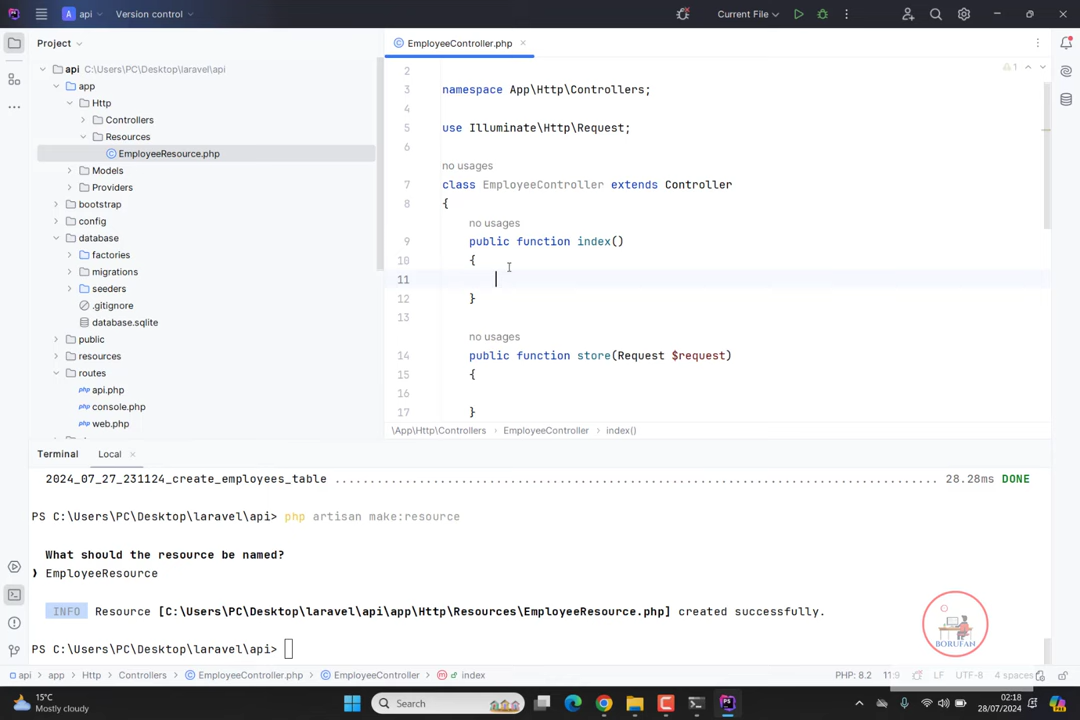 api
Version control
Current File
Project
EmployeeController.php
api C:\Users\PC\Desktop\laravel\api
app
Http
Controllers
Resources
EmployeeResource.php
Models
Providers
bootstrap
config
database
factories
migrations
seeders
.gitignore
database.sqlite
public
resources
routes
api.php
console.php
web.php
1
2
3 namespace App\Http\Controllers;
4
5 use Illuminate\Http\Request;
6
no usages
7 class EmployeeController extends Controller
8 {
no usages
9 public function index()
10 {
11
12 }
13
no usages
14 public function store(Request $request)
15 {
16
17 }
\App\Http\Controllers EmployeeController index()
Terminal Local
2024_07_27_231124_create_employees_table ........................................................................................ 28.28ms DONE
PS C:\Users\PC\Desktop\laravel\api> php artisan make:resource
What should the resource be named?
❯ EmployeeResource
INFO Resource [C:\Users\PC\Desktop\laravel\api\app\Http\Resources\EmployeeResource.php] created successfully.
PS C:\Users\PC\Desktop\laravel\api>
BORUFAN
api app Http Controllers EmployeeResource.php EmployeeController index PHP: 8.2 11:9 LF UTF-8 4 spaces
15°C
Mostly cloudy
Search
02:18
28/07/2024